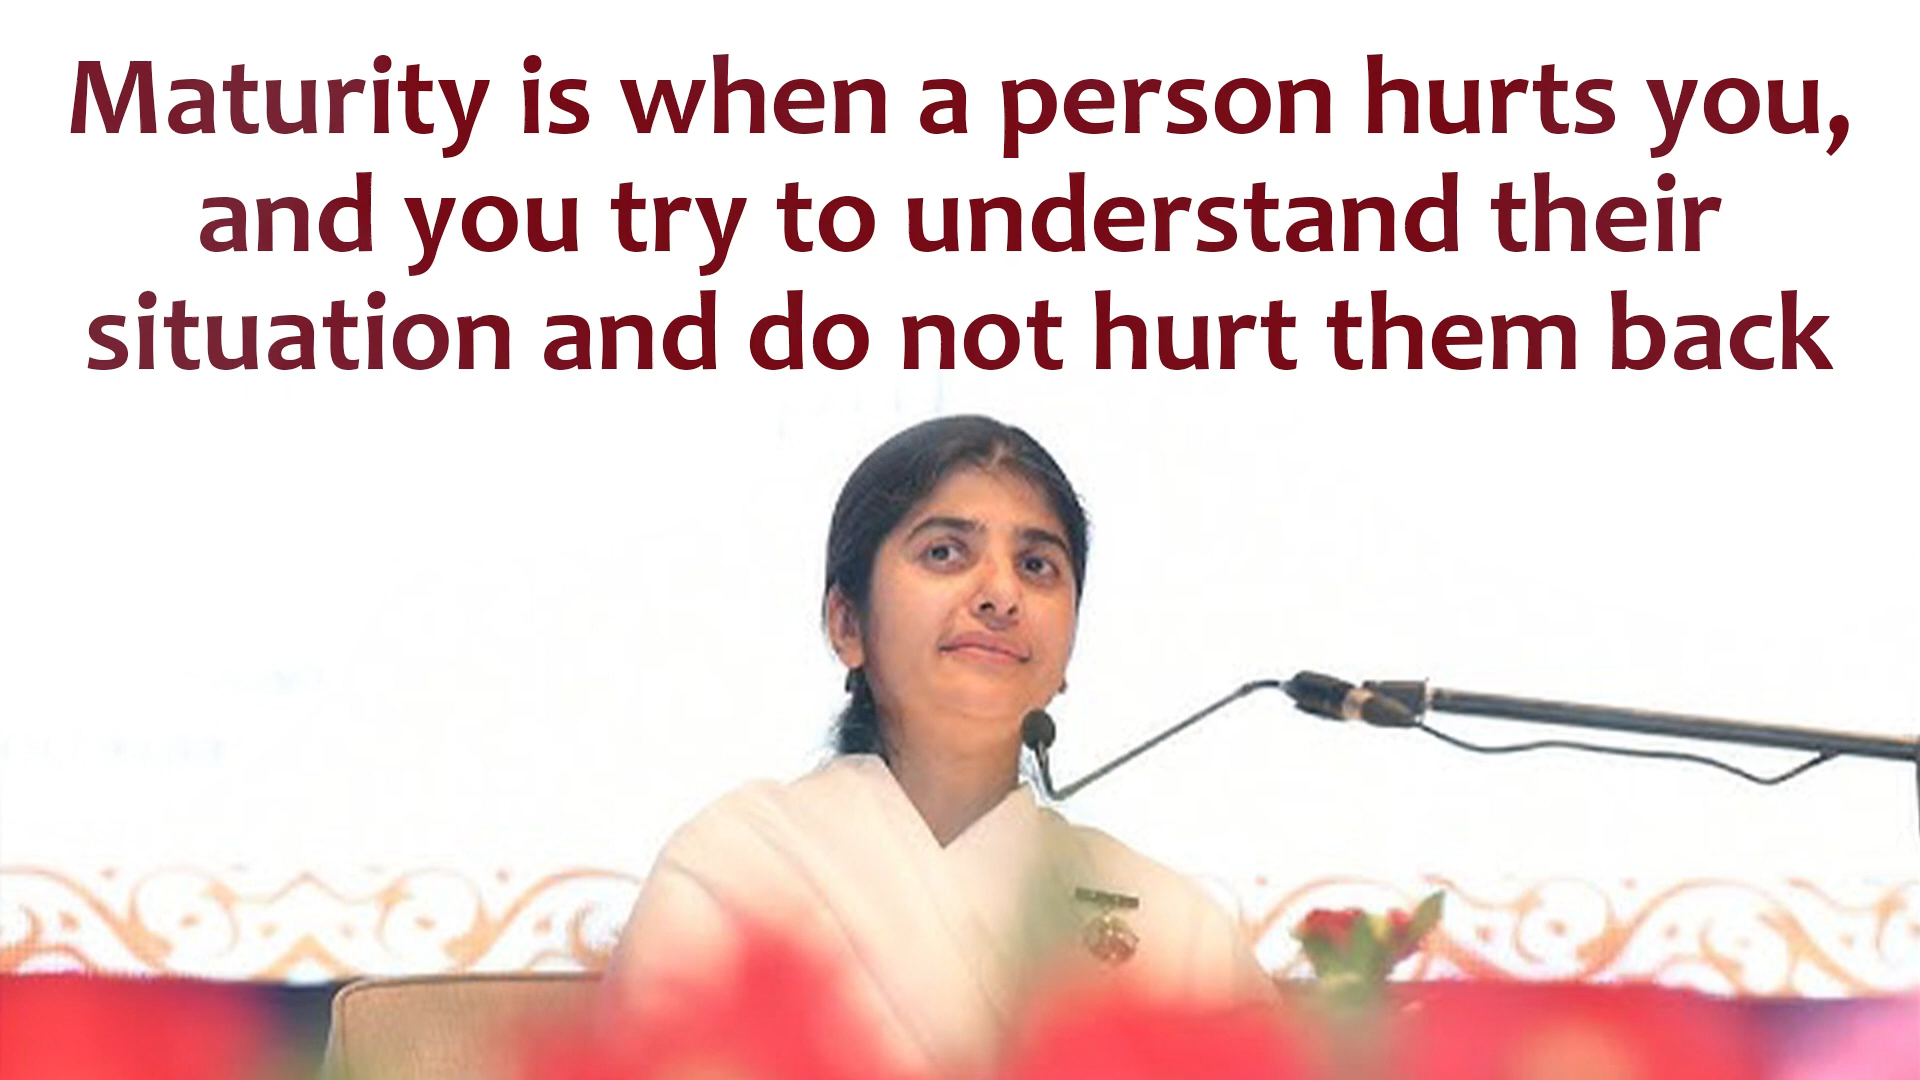 Maturity is when a person hurts you,
and you try to understand their
situation and do not hurt them back